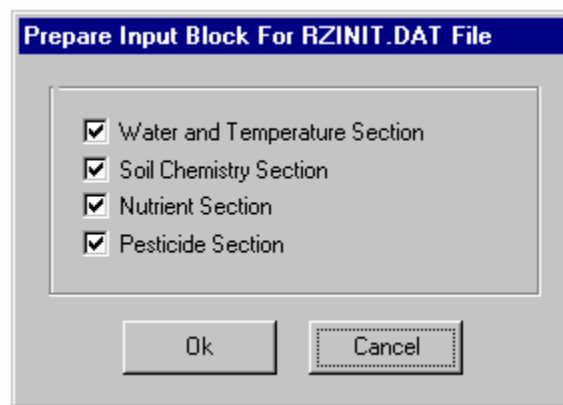 Prepare Input Block For RZINIT.DAT File
Water and Temperature Section
Soil Chemistry Section
Nutrient Section
Pesticide Section
Ok Cancel